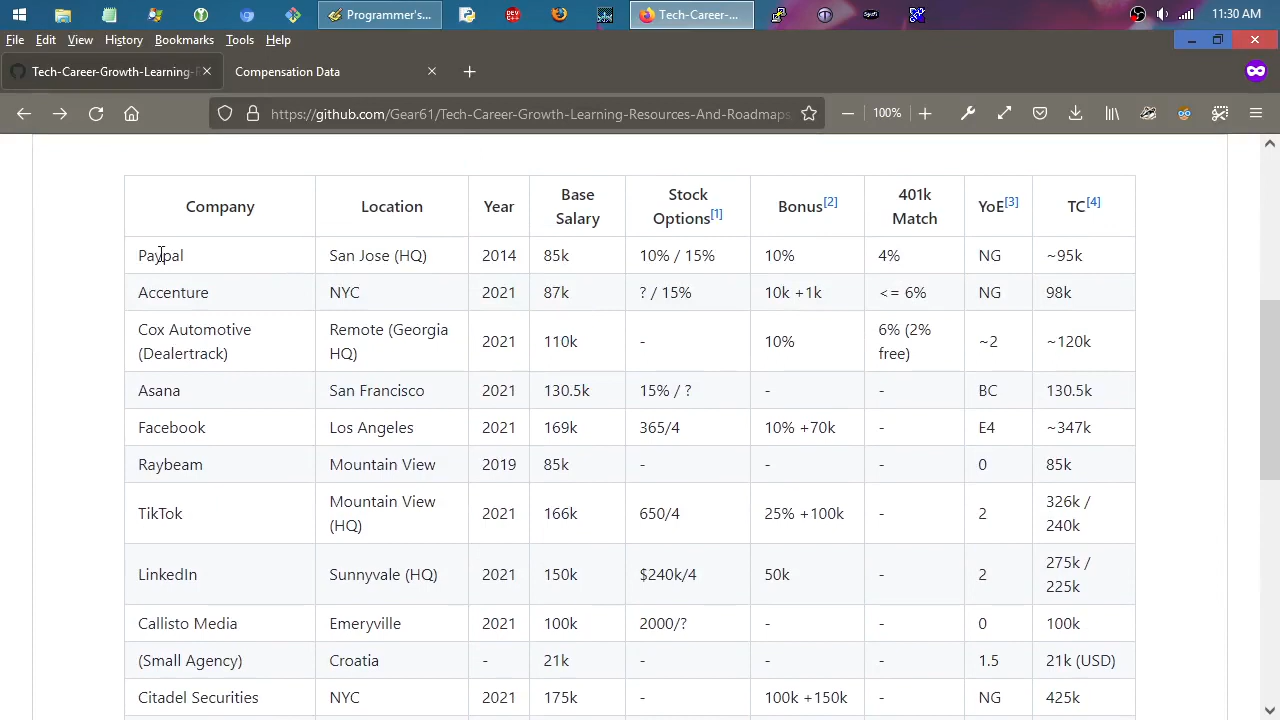 Programmer's...
Tech-Career-...
11:30 AM
File Edit View History Bookmarks Tools Help
Tech-Career-Growth-Learning-R
Compensation Data
https://github.com/Gear61/Tech-Career-Growth-Learning-Resources-And-Roadmaps
100%
Company Location Year Base Salary Stock Options[1] Bonus[2] 401k Match YoE[3] TC[4]
Paypal San Jose (HQ) 2014 85k 10% / 15% 10% 4% NG ~95k
Accenture NYC 2021 87k ? / 15% 10k +1k <= 6% NG 98k
Cox Automotive (Dealertrack) Remote (Georgia HQ) 2021 110k - 10% 6% (2% free) ~2 ~120k
Asana San Francisco 2021 130.5k 15% / ? - - BC 130.5k
Facebook Los Angeles 2021 169k 365/4 10% +70k - E4 ~347k
Raybeam Mountain View 2019 85k - - - 0 85k
TikTok Mountain View (HQ) 2021 166k 650/4 25% +100k - 2 326k / 240k
LinkedIn Sunnyvale (HQ) 2021 150k $240k/4 50k - 2 275k / 225k
Callisto Media Emeryville 2021 100k 2000/? - - 0 100k
(Small Agency) Croatia - 21k - - - 1.5 21k (USD)
Citadel Securities NYC 2021 175k - 100k +150k - NG 425k